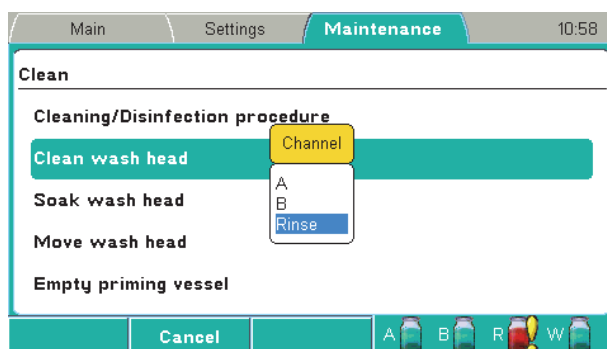 Main Settings Maintenance 10:58
Clean
Cleaning/Disinfection procedure
Channel
Clean wash head
A
Soak wash head
B
Rinse
Move wash head
Empty priming vessel
Cancel A B R W